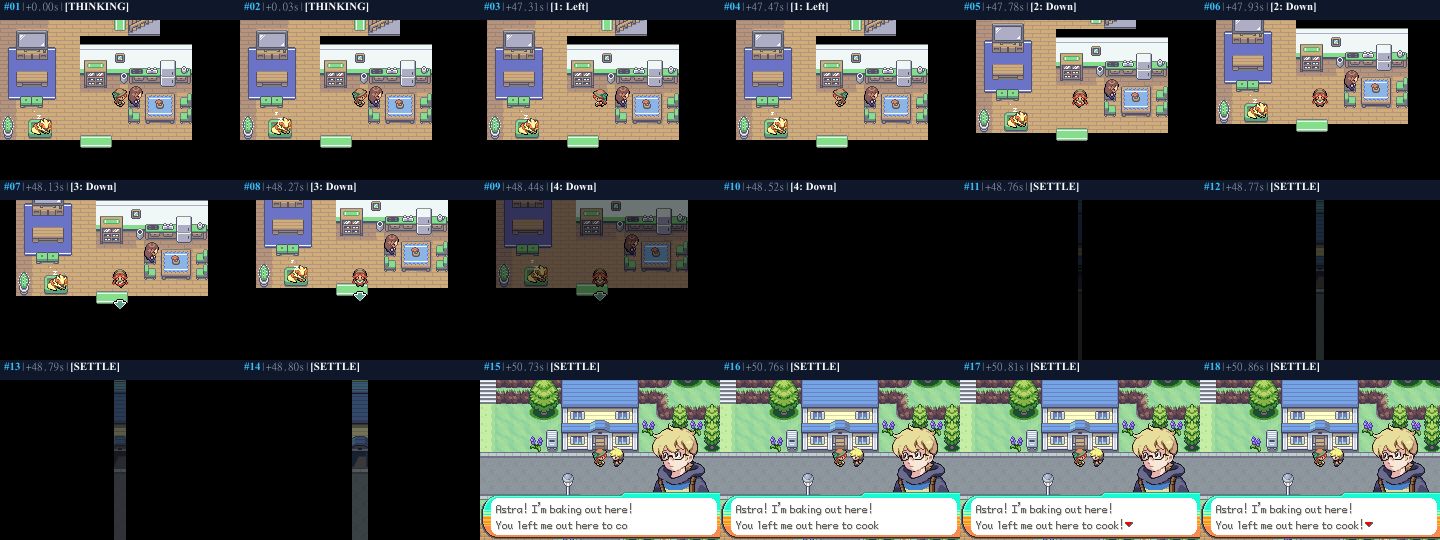 #01|+0.00s|[THINKING]
#02|+0.03s|[THINKING]
#03|+47.31s|[1: Left]
#04|+47.47s|[1: Left]
#05|+47.78s|[2: Down]
#06|+47.93s|[2: Down]
#07|+48.13s|[3: Down]
#08|+48.27s|[3: Down]
#09|+48.44s|[4: Down]
#10|+48.52s|[4: Down]
#11|+48.76s|[SETTLE]
#12|+48.77s|[SETTLE]
#13|+48.79s|[SETTLE]
#14|+48.80s|[SETTLE]
#15|+50.73s|[SETTLE]
#16|+50.76s|[SETTLE]
#17|+50.81s|[SETTLE]
#18|+50.86s|[SETTLE]
Astra! I'm baking out here!
You left me out here to co
Astra! I'm baking out here!
You left me out here to cook
Astra! I'm baking out here!
You left me out here to cook!
Astra! I'm baking out here!
You left me out here to cook!